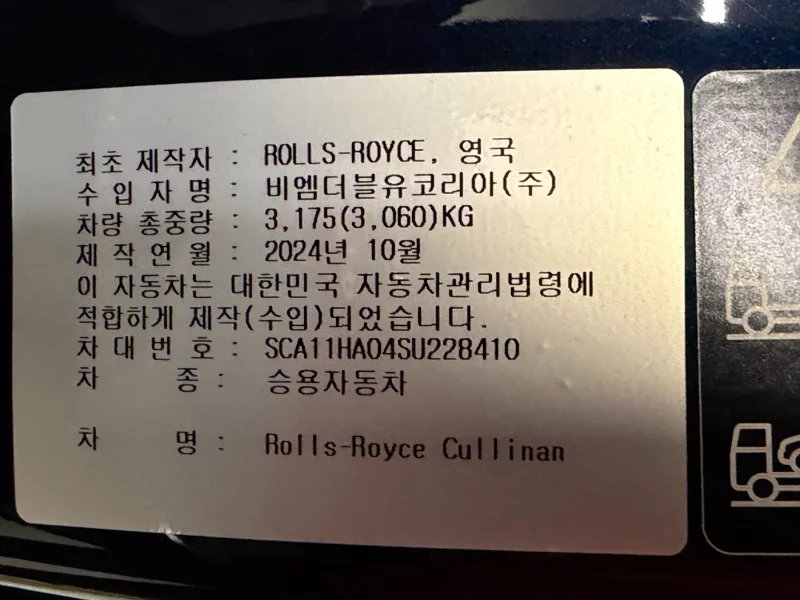 최초 제작자 : ROLLS-ROYCE, 영국
수 입 자 명 : 비엠더블유코리아(주)
차량 총중량 : 3,175(3,060)KG
제 작 연 월 : 2024년 10월
이 자동차는 대한민국 자동차관리법령에
적합하게 제작(수입)되었습니다.
차 대 번 호 : SCA11HA04SU228410
차 종 : 승용자동차
차 명 : Rolls-Royce Cullinan